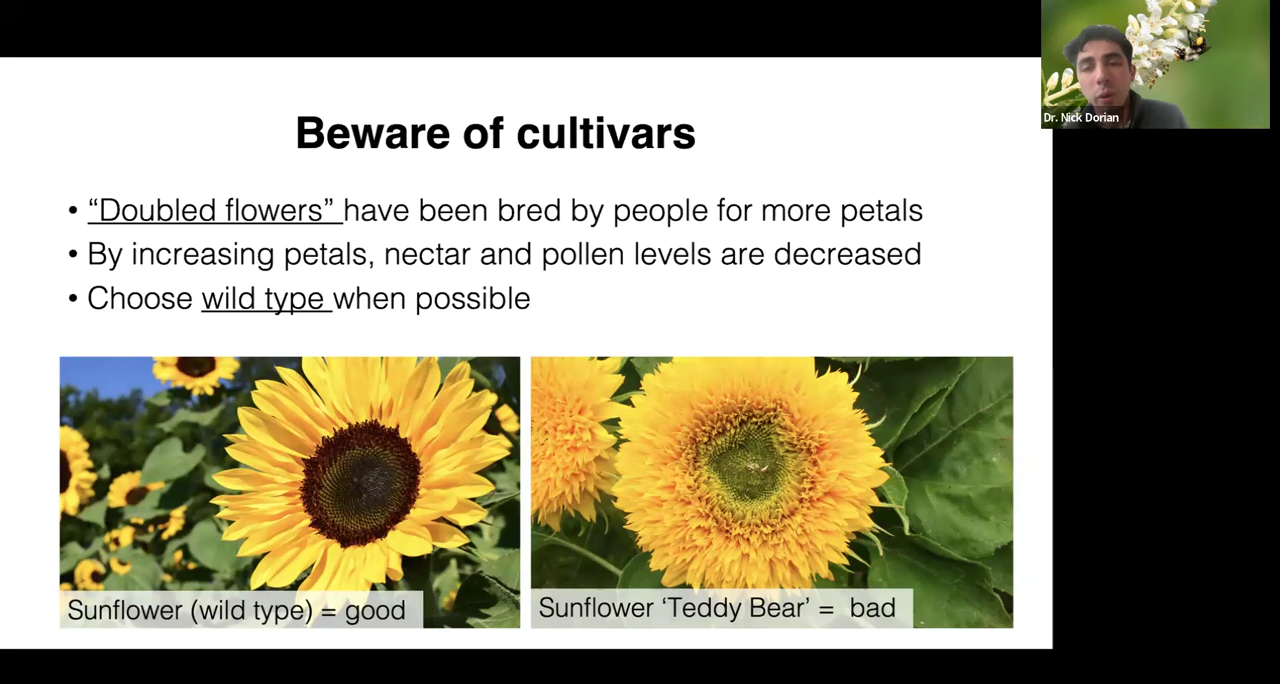 Dr. Nick Dorian
Beware of cultivars
• “Doubled flowers” have been bred by people for more petals
• By increasing petals, nectar and pollen levels are decreased
• Choose wild type when possible
Sunflower (wild type) = good
Sunflower ‘Teddy Bear’ = bad